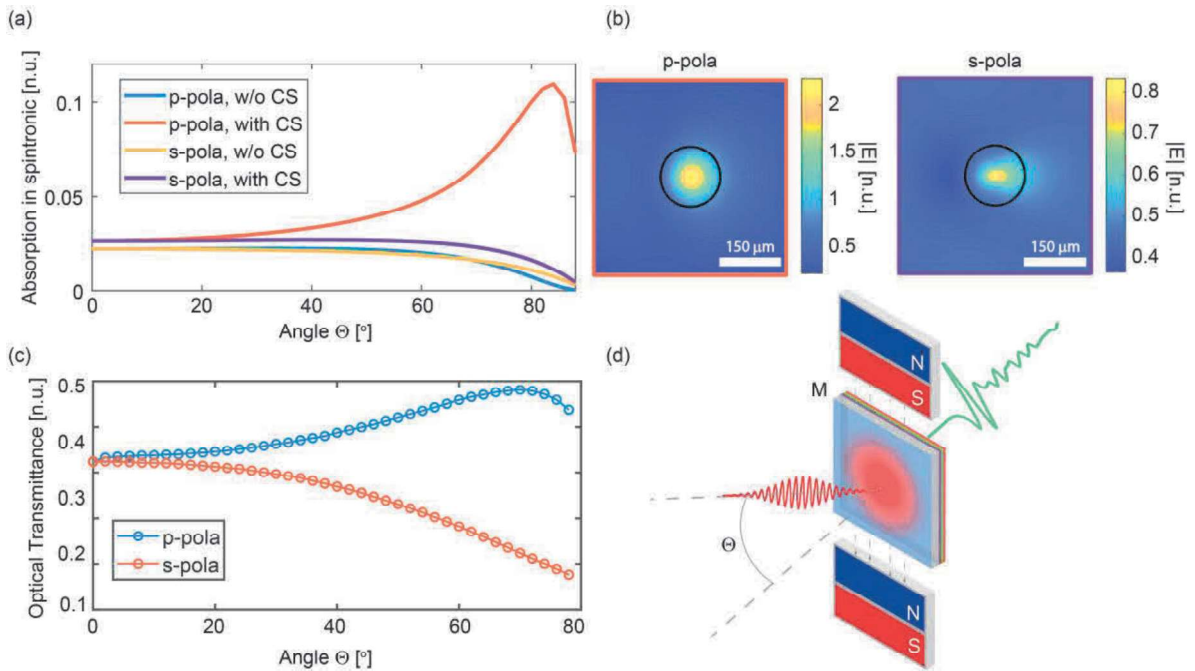 (a)
Absorption in spintronic [n.u.]
0.1
0.05
0
p-pola, w/o CS
p-pola, with CS
s-pola, w/o CS
s-pola, with CS
0 20 40 60 80
Angle Θ [°]
(b)
p-pola
150 μm
2
1.5
1
0.5
|E| [n.u.]
s-pola
150 μm
0.8
0.7
0.6
0.5
0.4
|E| [n.u.]
(c)
Optical Transmittance [n.u.]
0.5
0.4
0.3
0.2
0.1
p-pola
s-pola
0 20 40 60 80
Angle Θ [°]
(d)
N
S
M
Θ
N
S